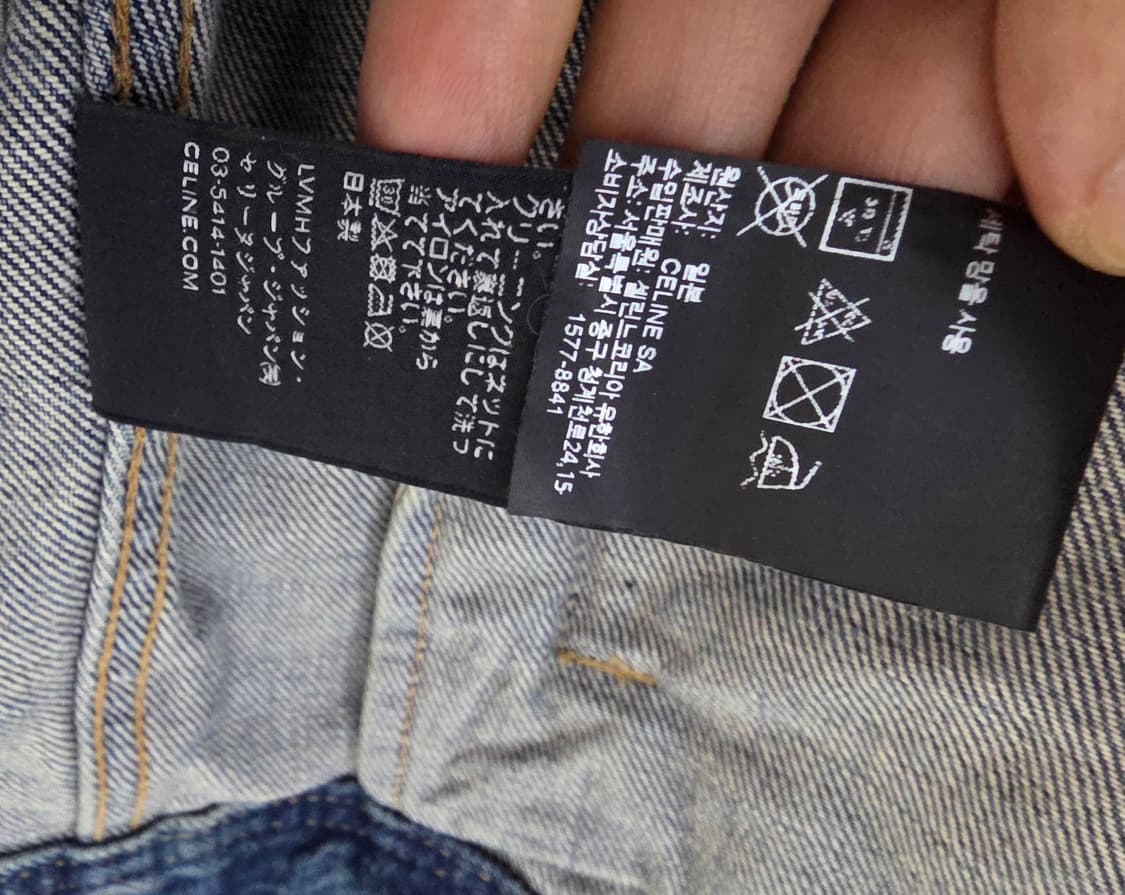 세탁 망을 사용
원산지: 일본
제조사: CELINE SA
수입판매원: 셀린느코리아 유한회사
주소: 서울특별시 중구 청계천로24,15
소비자상담실: 1577-8841
さい。
クリーニングはネットに
入れて裏返しにして洗っ
てください。
アイロンは裏から
当てて下さい。
日本製
LVMHファッション・
グループ・ジャパン㈱
セリーヌジャパン
03-5414-1401
CELINE.COM